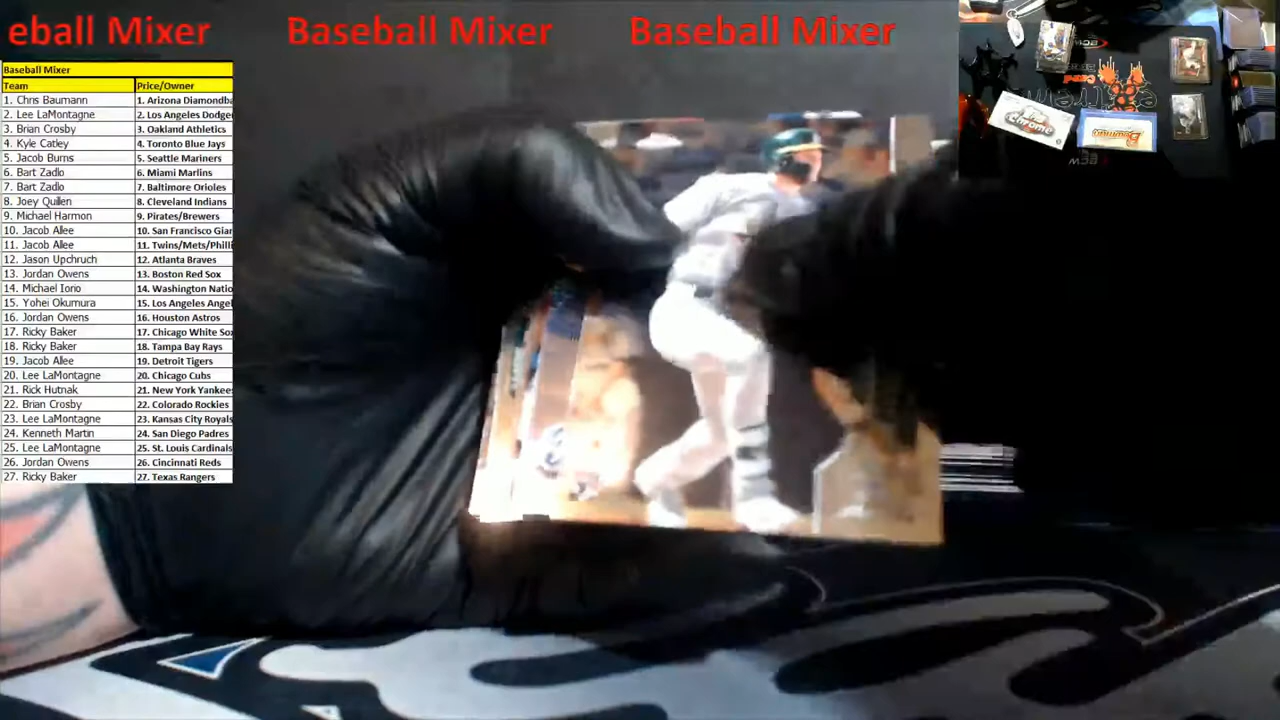 eball Mixer Baseball Mixer Baseball Mixer
Baseball Mixer
Team Price/Owner
1. Chris Baumann 1. Arizona Diamondba
2. Lee LaMontagne 2. Los Angeles Dodger
3. Brian Crosby 3. Oakland Athletics
4. Kyle Catley 4. Toronto Blue Jays
5. Jacob Burns 5. Seattle Mariners
6. Bart Zadlo 6. Miami Marlins
7. Bart Zadlo 7. Baltimore Orioles
8. Joey Quillen 8. Cleveland Indians
9. Michael Harmon 9. Pirates/Brewers
10. Jacob Allee 10. San Francisco Gian
11. Jacob Allee 11. Twins/Mets/Philli
12. Jason Upchruch 12. Atlanta Braves
13. Jordan Owens 13. Boston Red Sox
14. Michael Iorio 14. Washington Natio
15. Yohei Okumura 15. Los Angeles Angel
16. Jordan Owens 16. Houston Astros
17. Ricky Baker 17. Chicago White Sox
18. Ricky Baker 18. Tampa Bay Rays
19. Jacob Allee 19. Detroit Tigers
20. Lee LaMontagne 20. Chicago Cubs
21. Rick Hutnak 21. New York Yankee
22. Brian Crosby 22. Colorado Rockies
23. Lee LaMontagne 23. Kansas City Royals
24. Kenneth Martin 24. San Diego Padres
25. Lee LaMontagne 25. St. Louis Cardinals
26. Jordan Owens 26. Cincinnati Reds
27. Ricky Baker 27. Texas Rangers
Chrome
Bowman
ECW